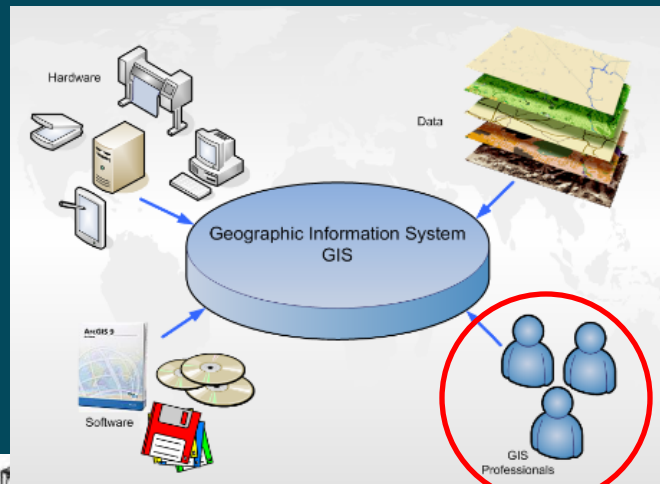 Hardware
Data
Geographic Information System
GIS
ArcGIS 9
Software
GIS
Professionals